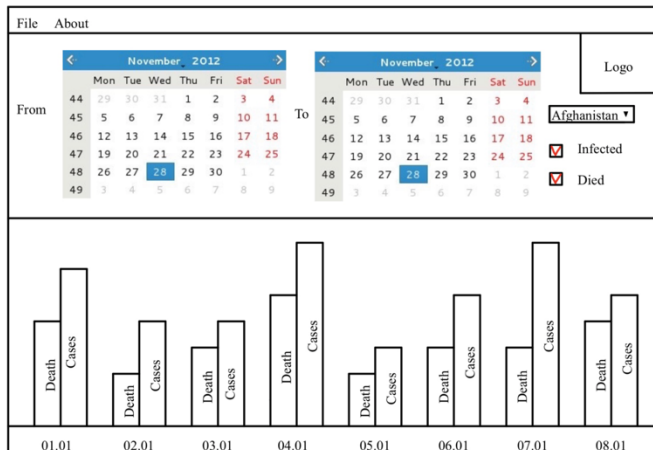 File About
From
November 2012
Mon Tue Wed Thu Fri Sat Sun
44 29 30 31 1 2 3 4
45 5 6 7 8 9 10 11
46 12 13 14 15 16 17 18
47 19 20 21 22 23 24 25
48 26 27 28 29 30 1 2
49 3 4 5 6 7 8 9
To
November 2012
Mon Tue Wed Thu Fri Sat Sun
44 29 30 31 1 2 3 4
45 5 6 7 8 9 10 11
46 12 13 14 15 16 17 18
47 19 20 21 22 23 24 25
48 26 27 28 29 30 1 2
49 3 4 5 6 7 8 9
Logo
Afghanistan
Infected
Died
Death
Cases
Death
Cases
Death
Cases
Death
Cases
Death
Cases
Death
Cases
Death
Cases
Death
Cases
01.01 02.01 03.01 04.01 05.01 06.01 07.01 08.01